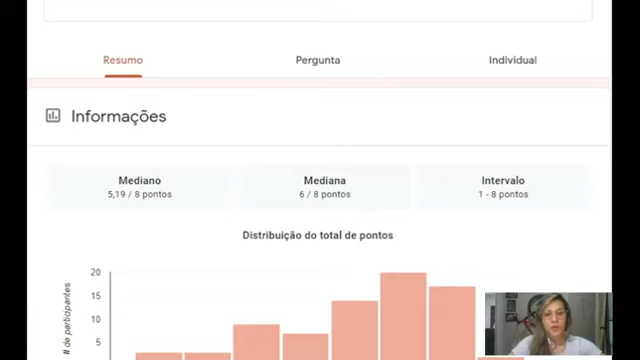 Resumo
Pergunta
Individual
Informações
Mediano
Mediana
Intervalo
5,19 / 8 pontos
6 / 8 pontos
1 - 8 pontos
Distribuição do total de pontos
20
15
10
5
# de participantes